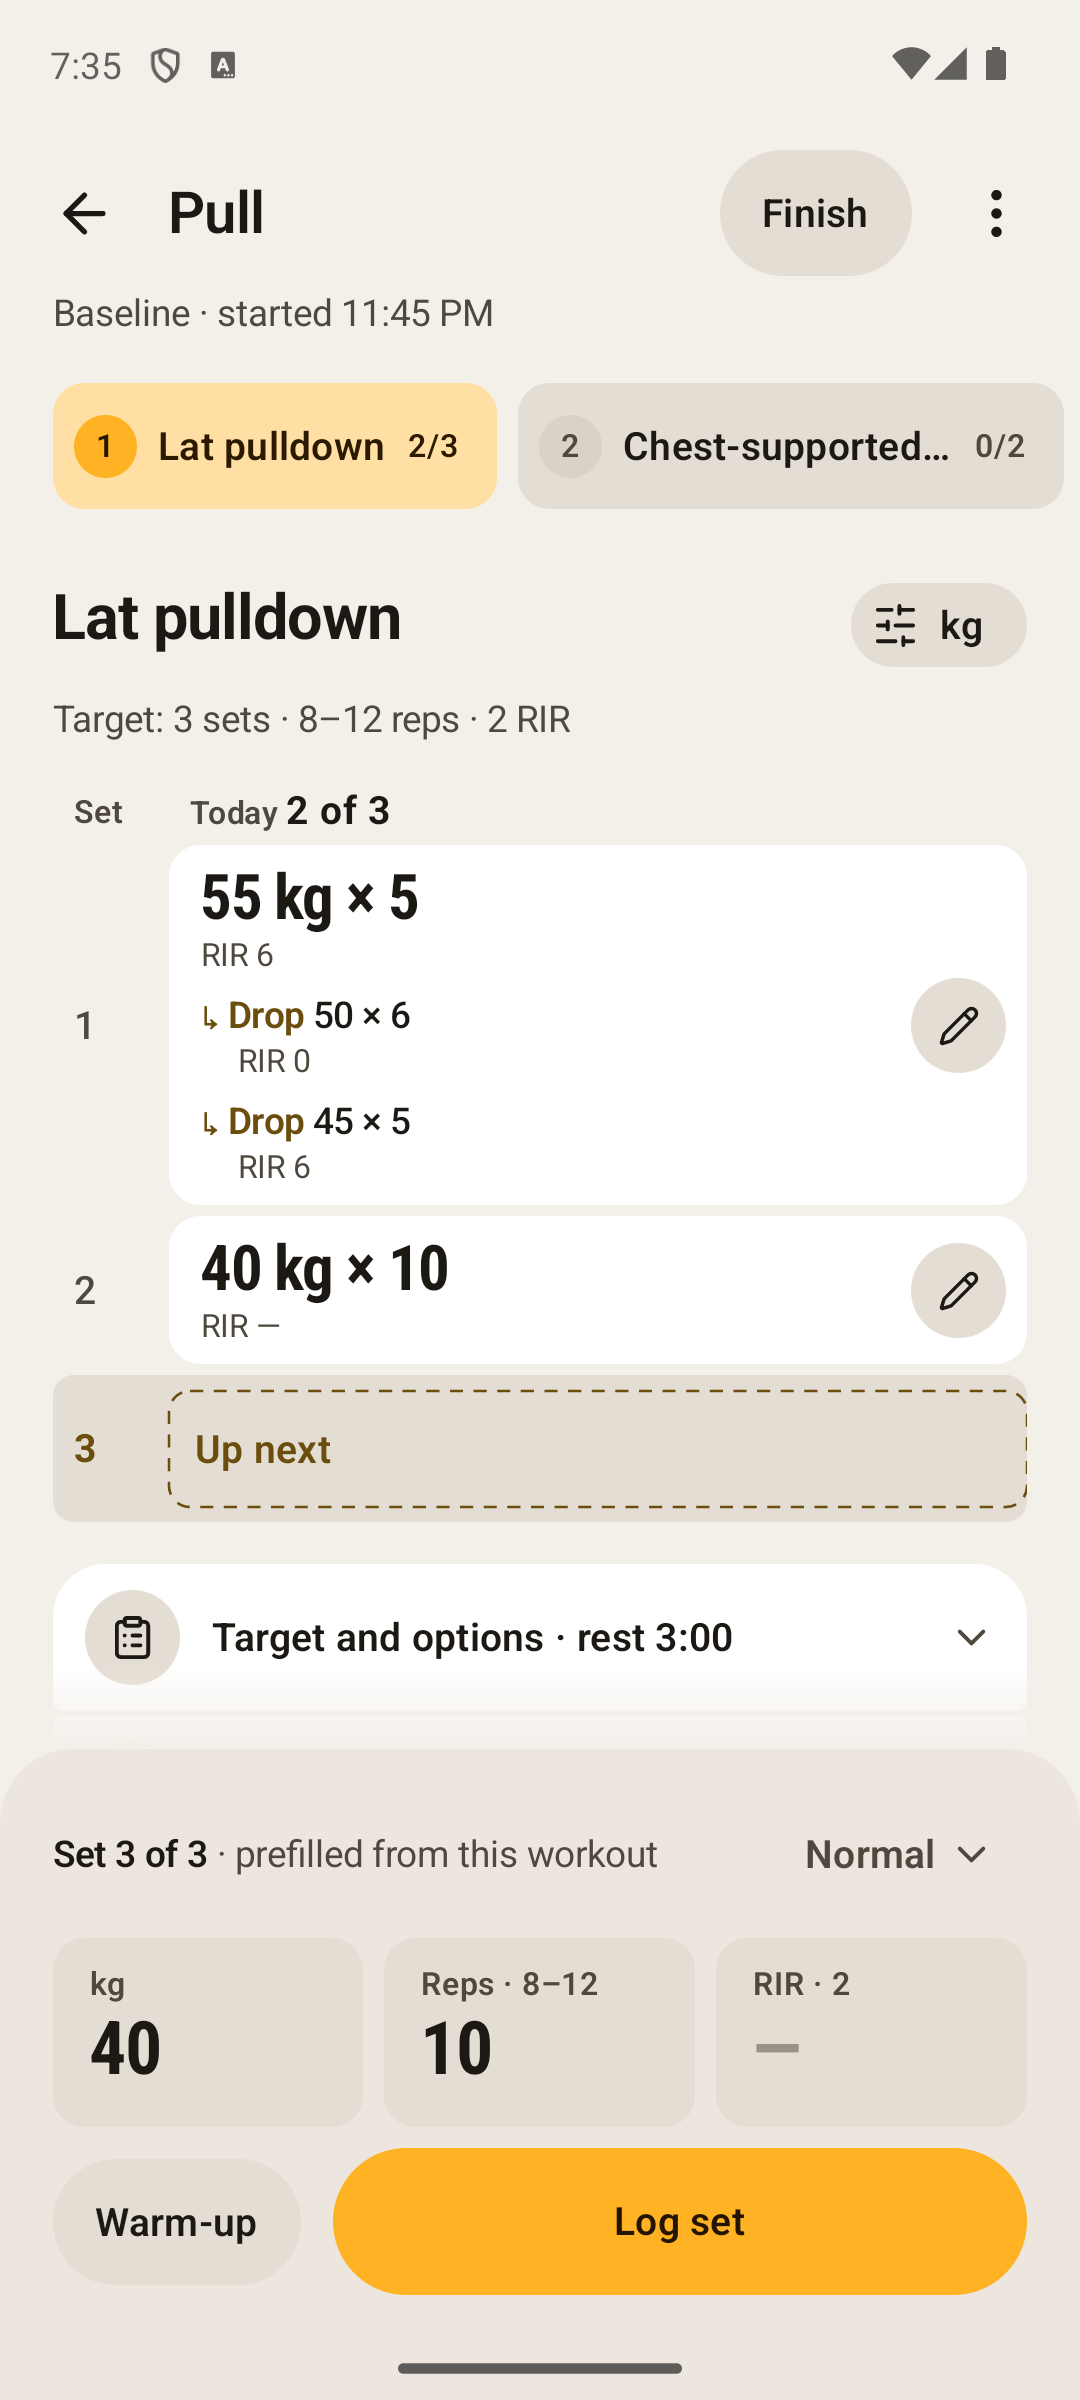 7:35
Pull
Finish
Baseline · started 11:45 PM
1 Lat pulldown 2/3
2 Chest-supported... 0/2
Lat pulldown
kg
Target: 3 sets · 8–12 reps · 2 RIR
Set Today 2 of 3
1
55 kg × 5
RIR 6
↳ Drop 50 × 6
RIR 0
↳ Drop 45 × 5
RIR 6
2
40 kg × 10
RIR —
3 Up next
Target and options · rest 3:00
Set 3 of 3 · prefilled from this workout
Normal
kg
40
Reps · 8–12
10
RIR · 2
—
Warm-up
Log set